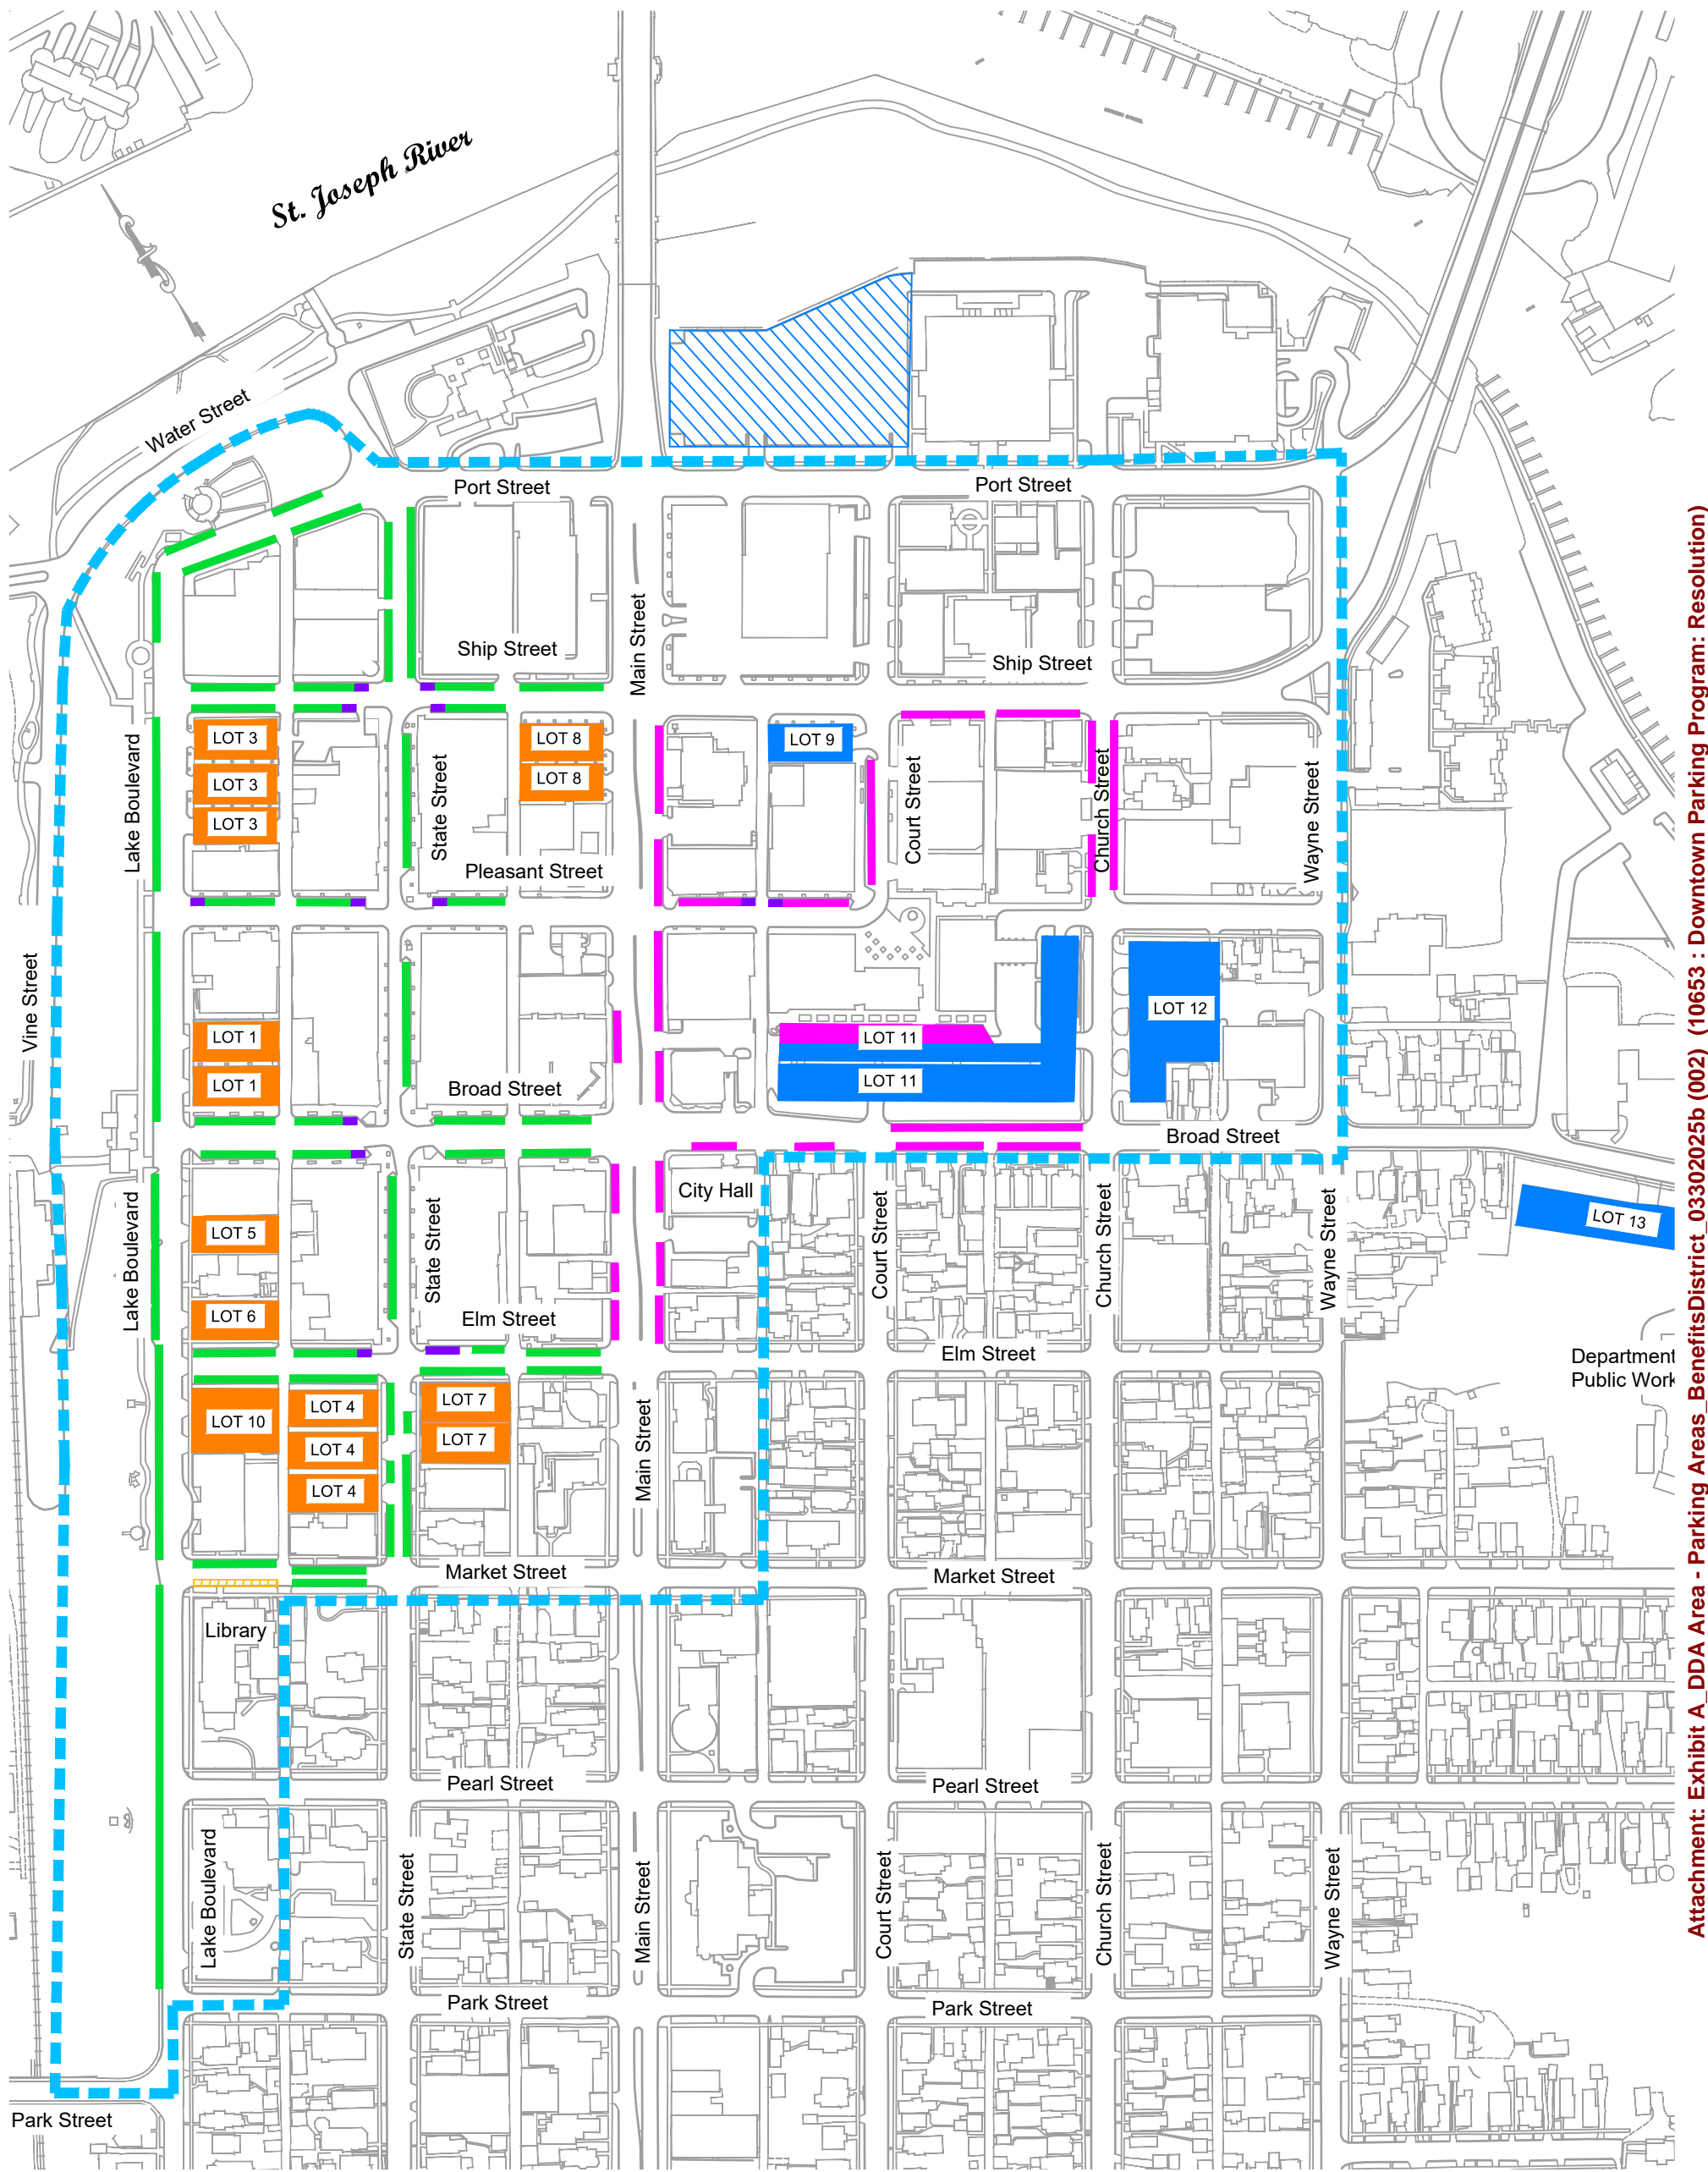 St. Joseph River
Water Street
Port Street
Port Street
Ship Street
Main Street
Ship Street
LOT 3
LOT 3
LOT 3
LOT 8
LOT 8
LOT 9
Lake Boulevard
State Street
Court Street
Church Street
Wayne Street
Pleasant Street
Vine Street
LOT 1
LOT 1
LOT 11
LOT 11
LOT 12
Broad Street
Broad Street
City Hall
LOT 13
Lake Boulevard
LOT 5
LOT 6
State Street
Court Street
Church Street
Wayne Street
Elm Street
Elm Street
Department
Public Work
LOT 10
LOT 4
LOT 4
LOT 4
LOT 7
LOT 7
Main Street
Market Street
Market Street
Library
Pearl Street
Pearl Street
Lake Boulevard
State Street
Main Street
Court Street
Church Street
Wayne Street
Park Street
Park Street
Park Street
Attachment: Exhibit A_DDA Area - Parking Areas_BenefitsDistrict_03302025b (002) (10653 : Downtown Parking Program: Resolution)